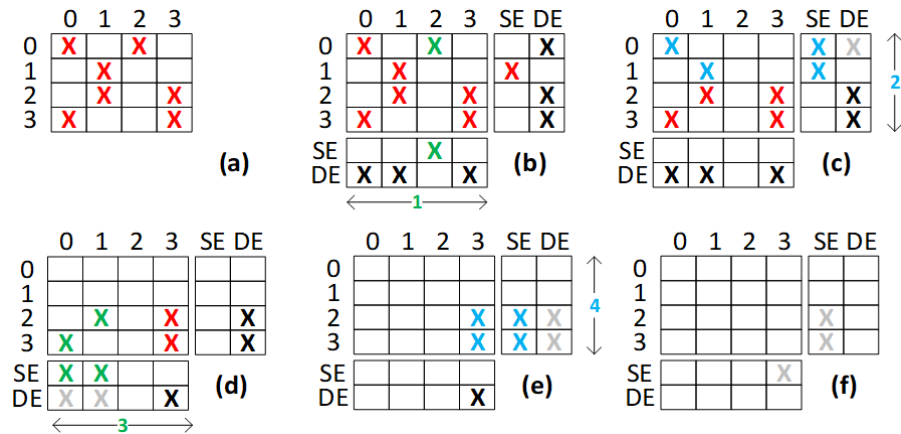 0 1 2 3
0 X X
1 X
2 X X
3 X X
(a)
0 1 2 3 SE DE
0 X X X
1 X X
2 X X X
3 X X X
SE X (b)
DE X X X
1
0 1 2 3 SE DE
0 X X X
1 X X
2
2 X X X
3 X X X
SE (c)
DE X X X
0 1 2 3 SE DE
0
1
2 X X X
3 X X X
SE X X (d)
DE X X X
3
0 1 2 3 SE DE
0
1
4
2 X X X
3 X X X
SE (e)
DE X
0 1 2 3 SE DE
0
1
2 X
3 X
SE X (f)
DE